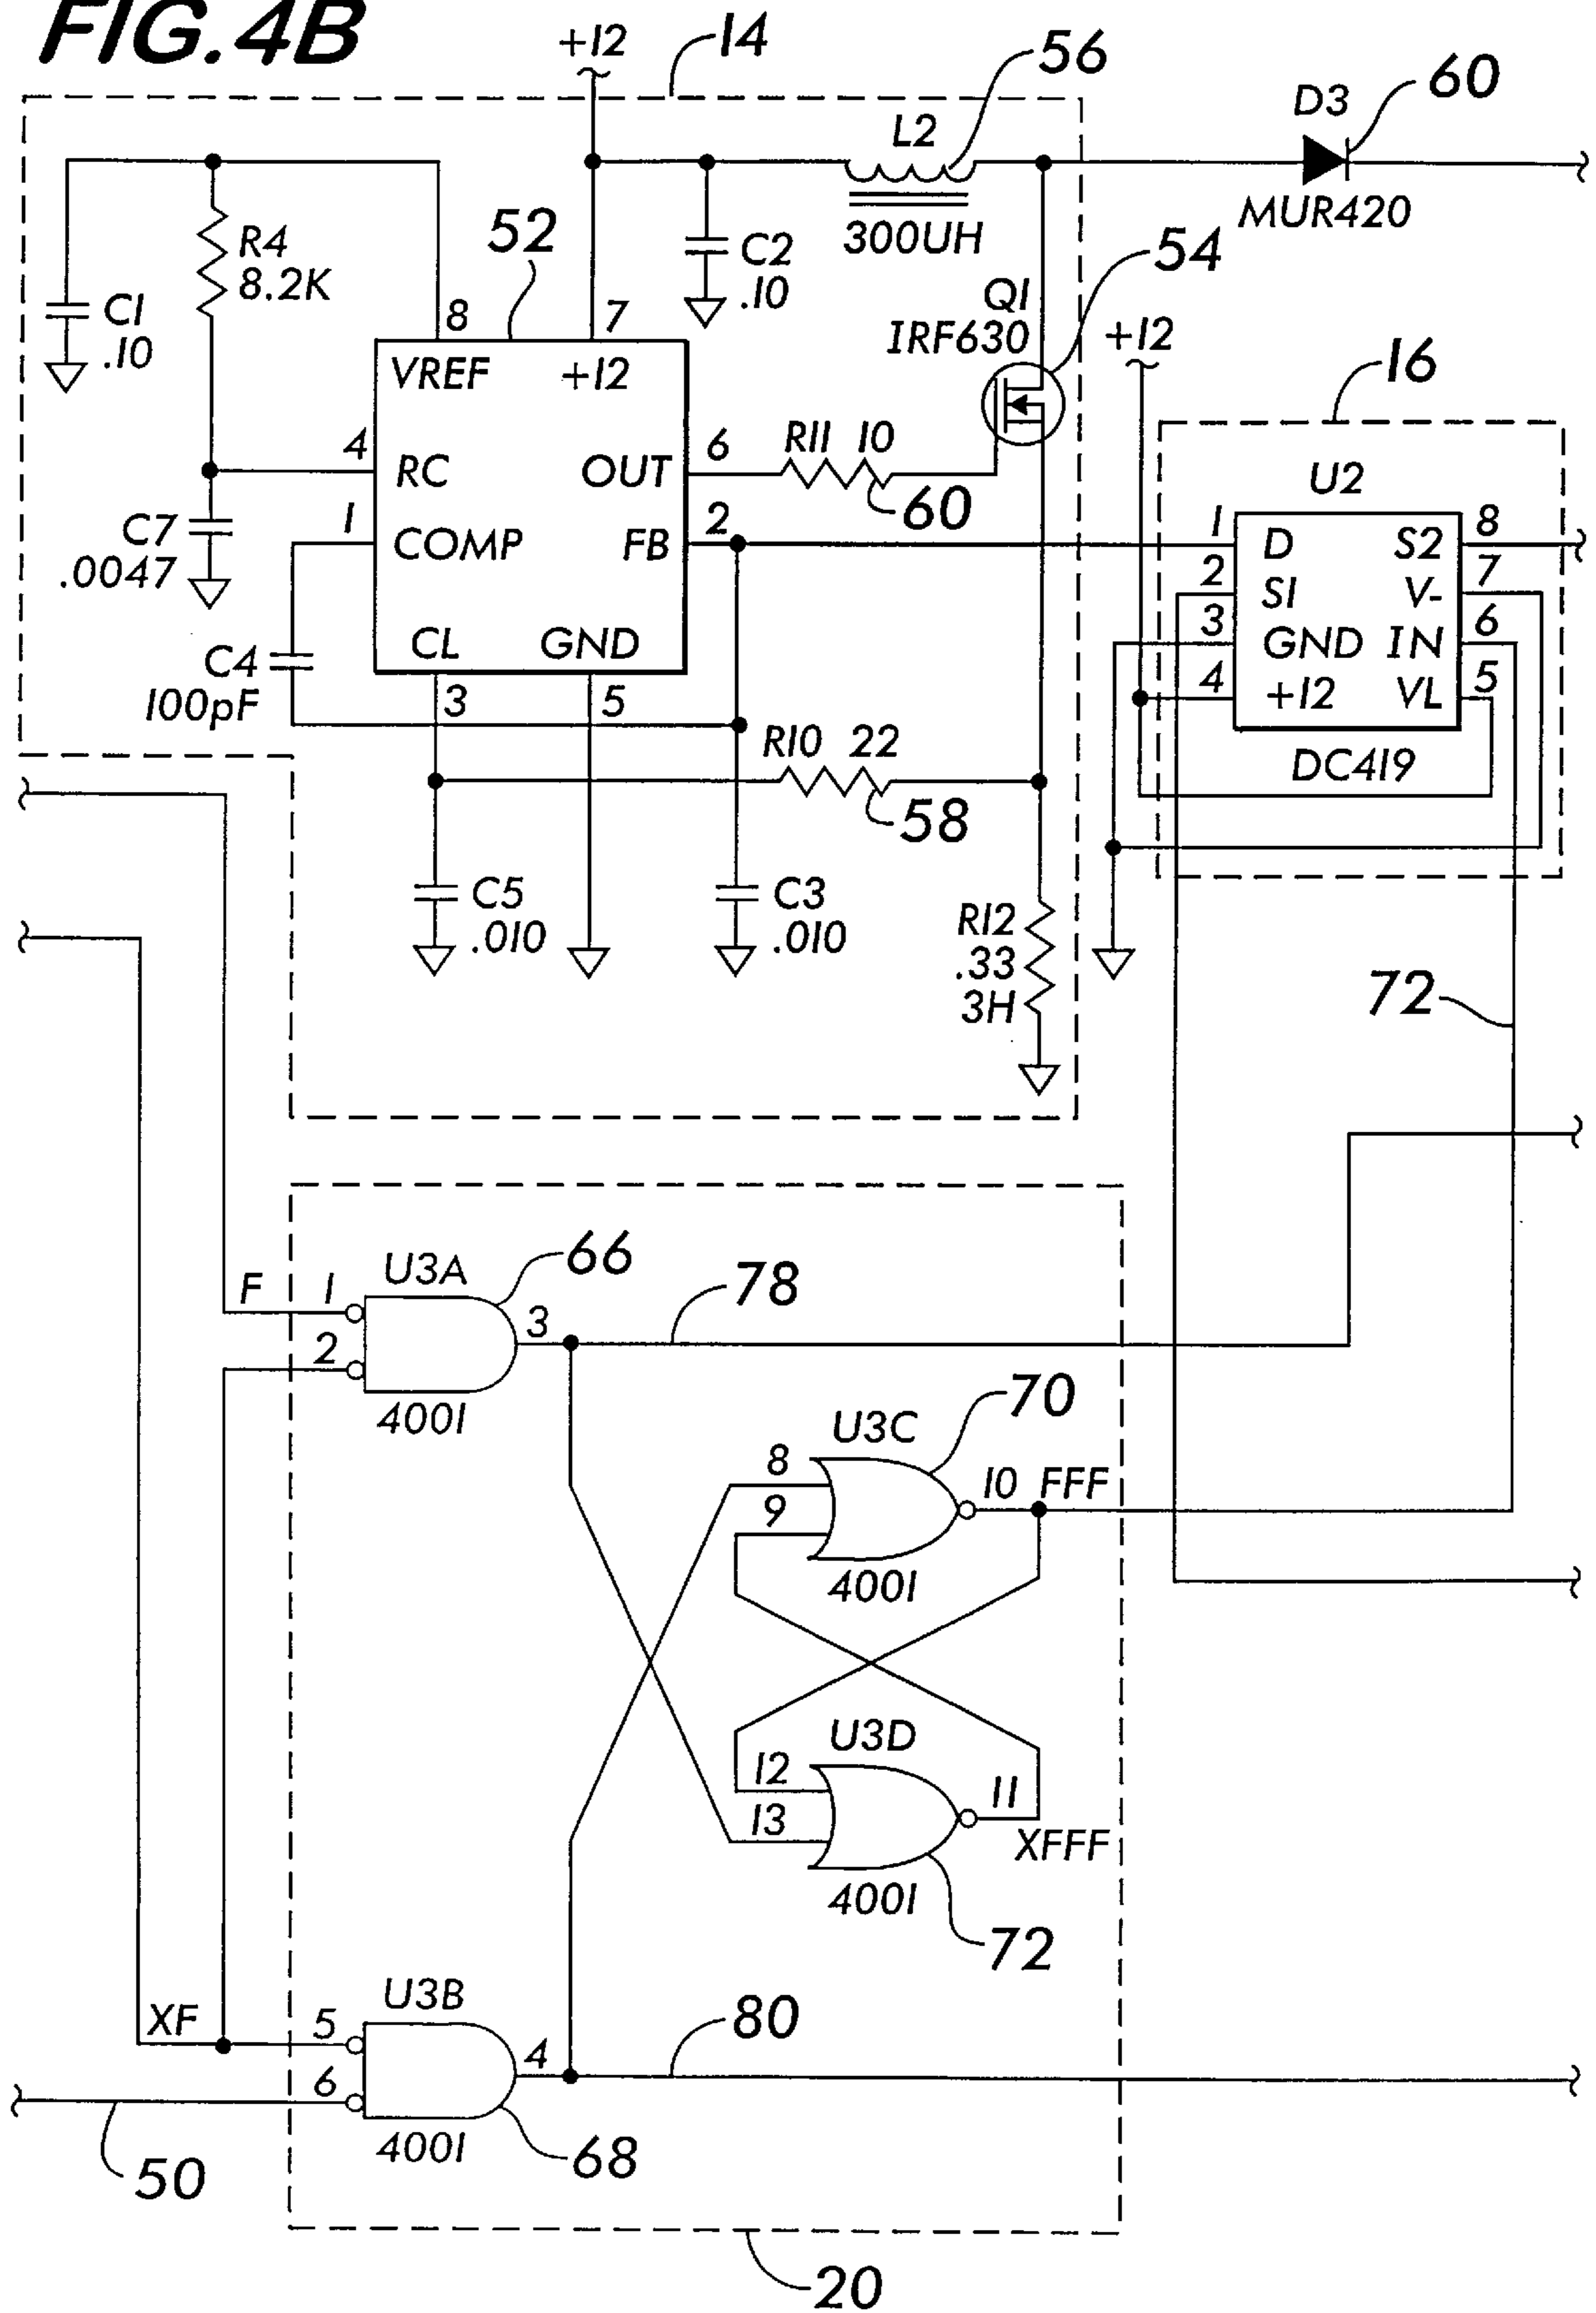 FIG.4B
+12
14
56
D3
60
L2
MUR420
300UH
52
R4
8.2K
C2
.10
54
C1
.10
8
7
Q1
IRF630
+12
16
VREF
+12
4
RC
OUT
6
R11 10
60
U2
C7
.0047
1
COMP
FB
2
1
D
S2
8
2
S1
V-
7
3
GND
IN
6
4
+12
VL
5
DC419
CL
GND
C4
100pF
3
5
R10 22
58
C5
.010
C3
.010
R12
.33
3H
72
F
1
U3A
66
2
3
78
4001
U3C
70
8
9
10
FFF
4001
U3D
12
13
11
XFFF
4001
72
XF
U3B
5
6
4
80
4001
68
50
20